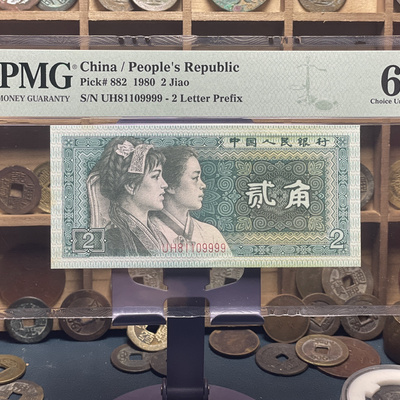 PMG China / People's Republic
Pick# 882 1980 2 Jiao
MONEY GUARANTY
S/N UH81109999 - 2 Letter Prefix
6
Choice Un
中国人民银行
贰角
2
UH81109999
2